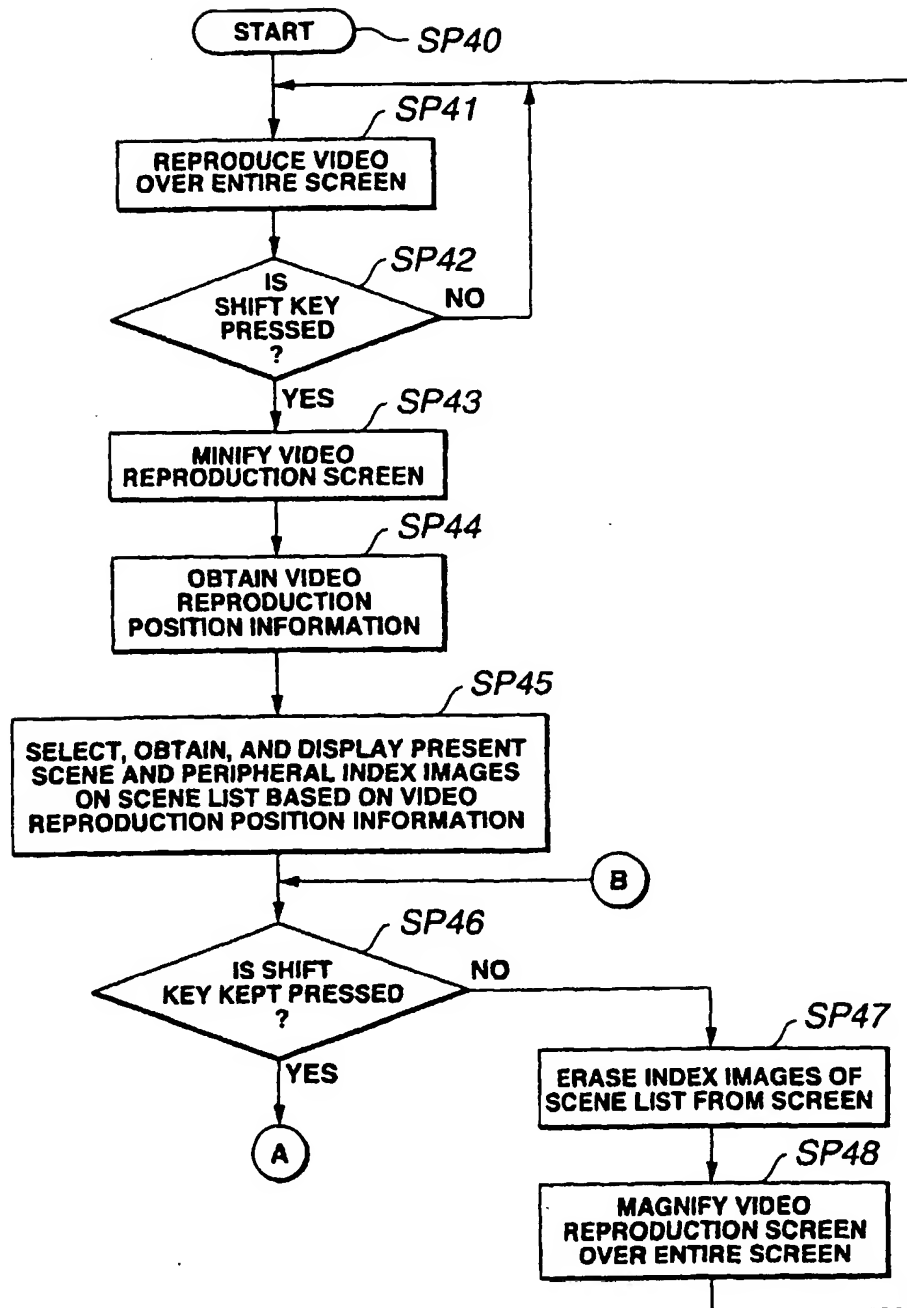 START
SP40
SP41
REPRODUCE VIDEO
OVER ENTIRE SCREEN
SP42
IS
SHIFT KEY
PRESSED
?
NO
YES
SP43
MINIFY VIDEO
REPRODUCTION SCREEN
SP44
OBTAIN VIDEO
REPRODUCTION
POSITION INFORMATION
SP45
SELECT, OBTAIN, AND DISPLAY PRESENT
SCENE AND PERIPHERAL INDEX IMAGES
ON SCENE LIST BASED ON VIDEO
REPRODUCTION POSITION INFORMATION
B
SP46
IS SHIFT
KEY KEPT PRESSED
?
NO
YES
A
SP47
ERASE INDEX IMAGES OF
SCENE LIST FROM SCREEN
SP48
MAGNIFY VIDEO
REPRODUCTION SCREEN
OVER ENTIRE SCREEN